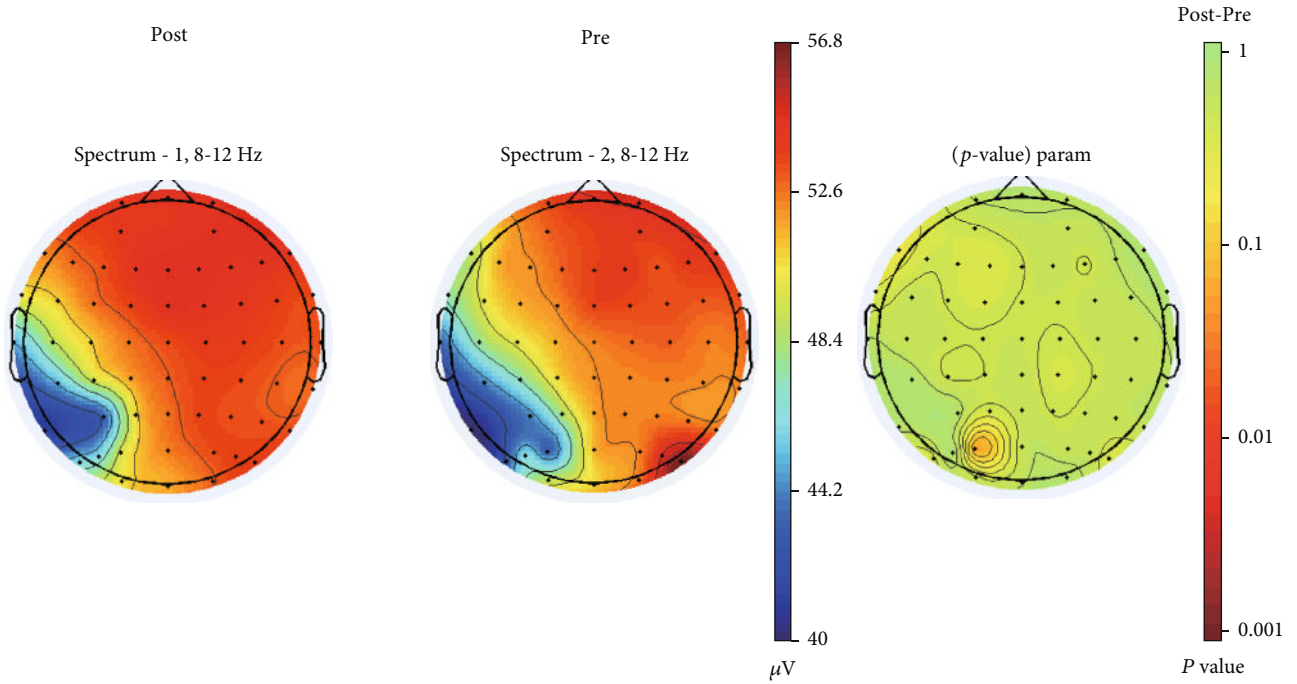 Post
Pre
Post-Pre
Spectrum - 1, 8-12 Hz
Spectrum - 2, 8-12 Hz
(p-value) param
56.8
52.6
48.4
44.2
40
µV
1
0.1
0.01
0.001
P value